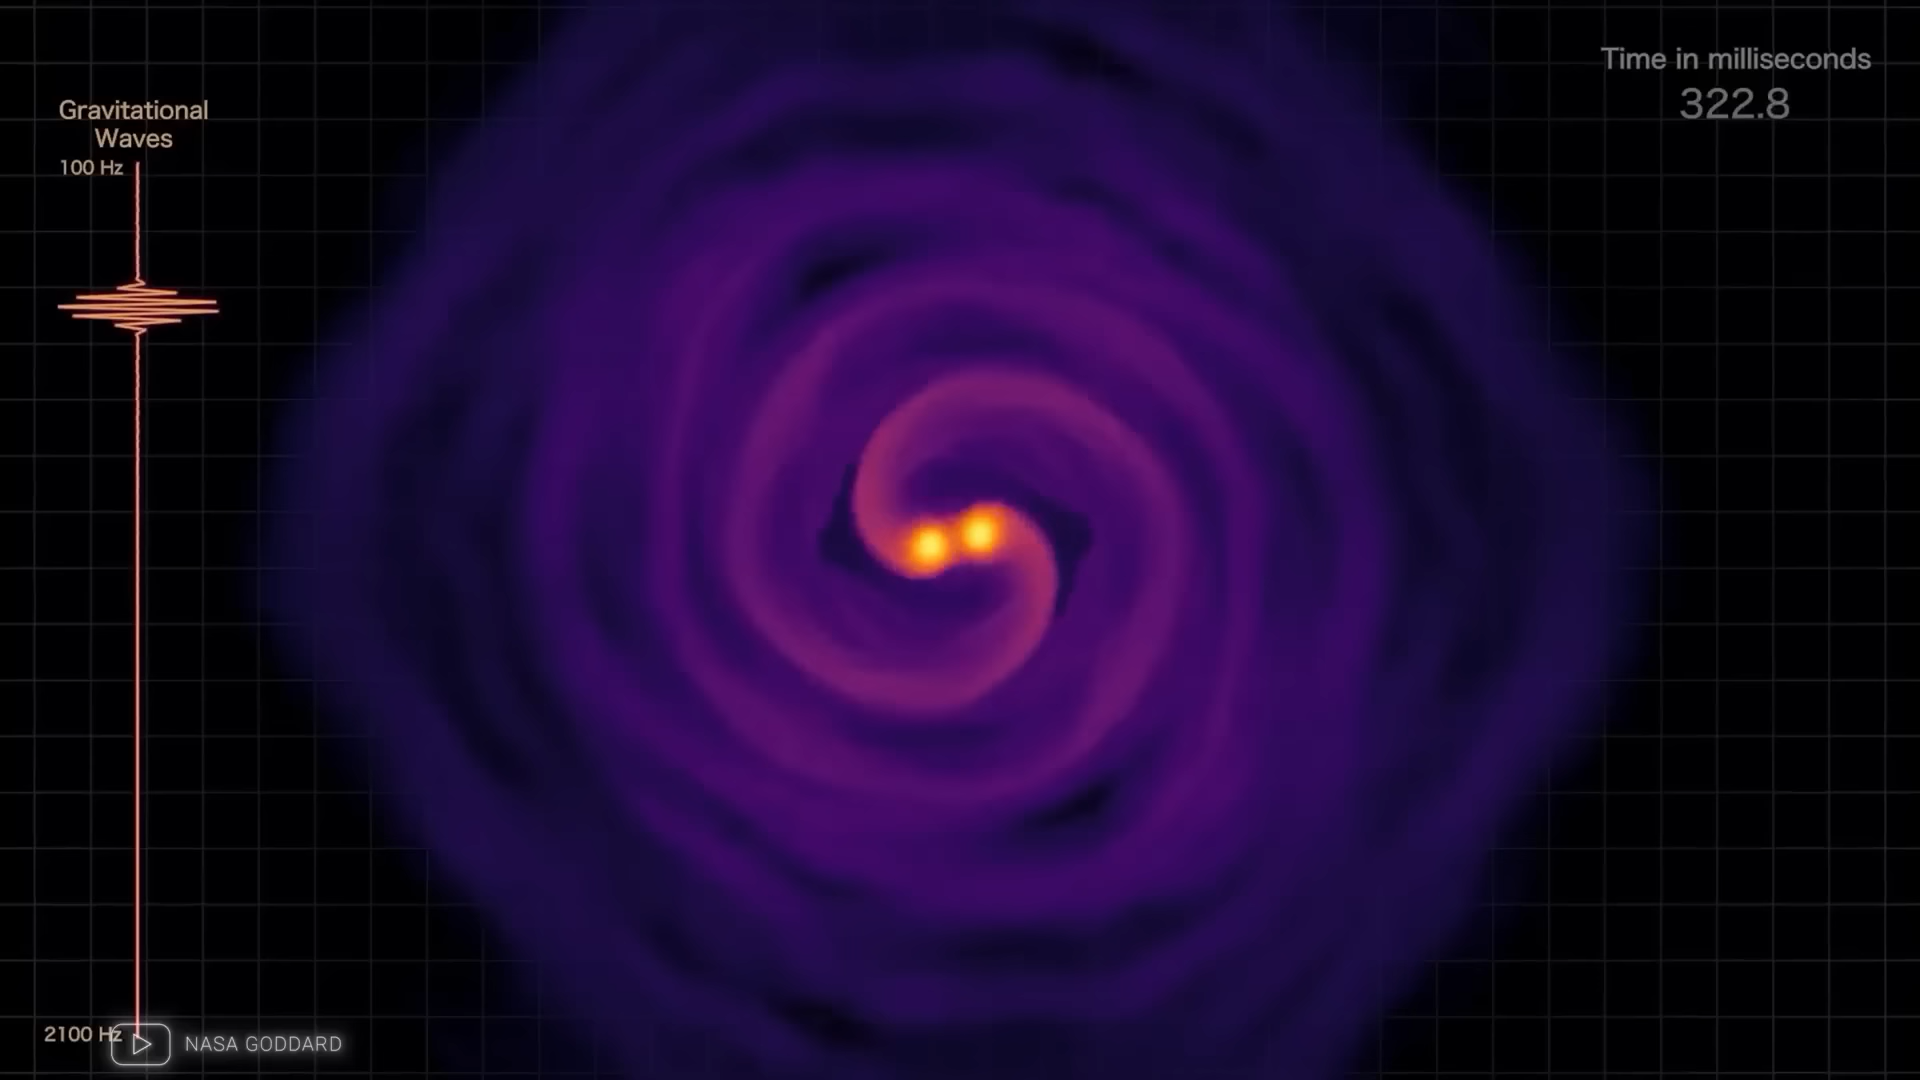 Gravitational
Waves
100 Hz
Time in milliseconds
322.8
2100 Hz
NASA GODDARD